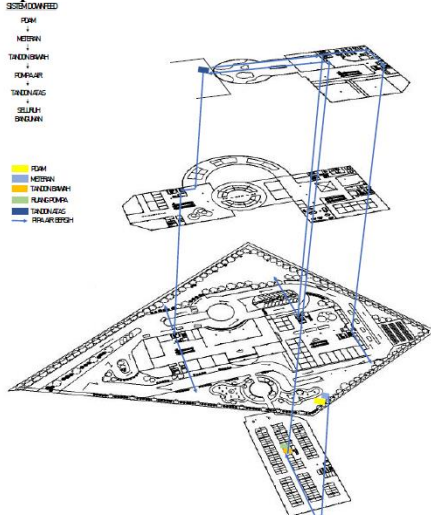 SISTEM DOWNFEED
PDAM
METERAN
TANDON BAWAH
POMPA AIR
TANDON ATAS
SELURUH
BANGUNAN
PDAM
METERAN
TANDON BAWAH
RUANG POMPA
TANDON ATAS
PIPA AIR BERSIH